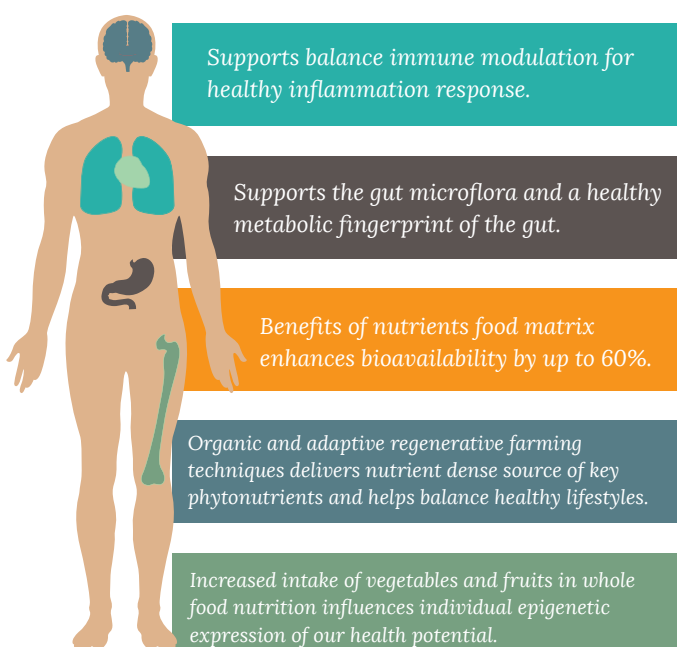 Supports balance immune modulation for
healthy inflammation response.
Supports the gut microflora and a healthy
metabolic fingerprint of the gut.
Benefits of nutrients food matrix
enhances bioavailability by up to 60%.
Organic and adaptive regenerative farming
techniques delivers nutrient dense source of key
phytonutrients and helps balance healthy lifestyles.
Increased intake of vegetables and fruits in whole
food nutrition influences individual epigenetic
expression of our health potential.